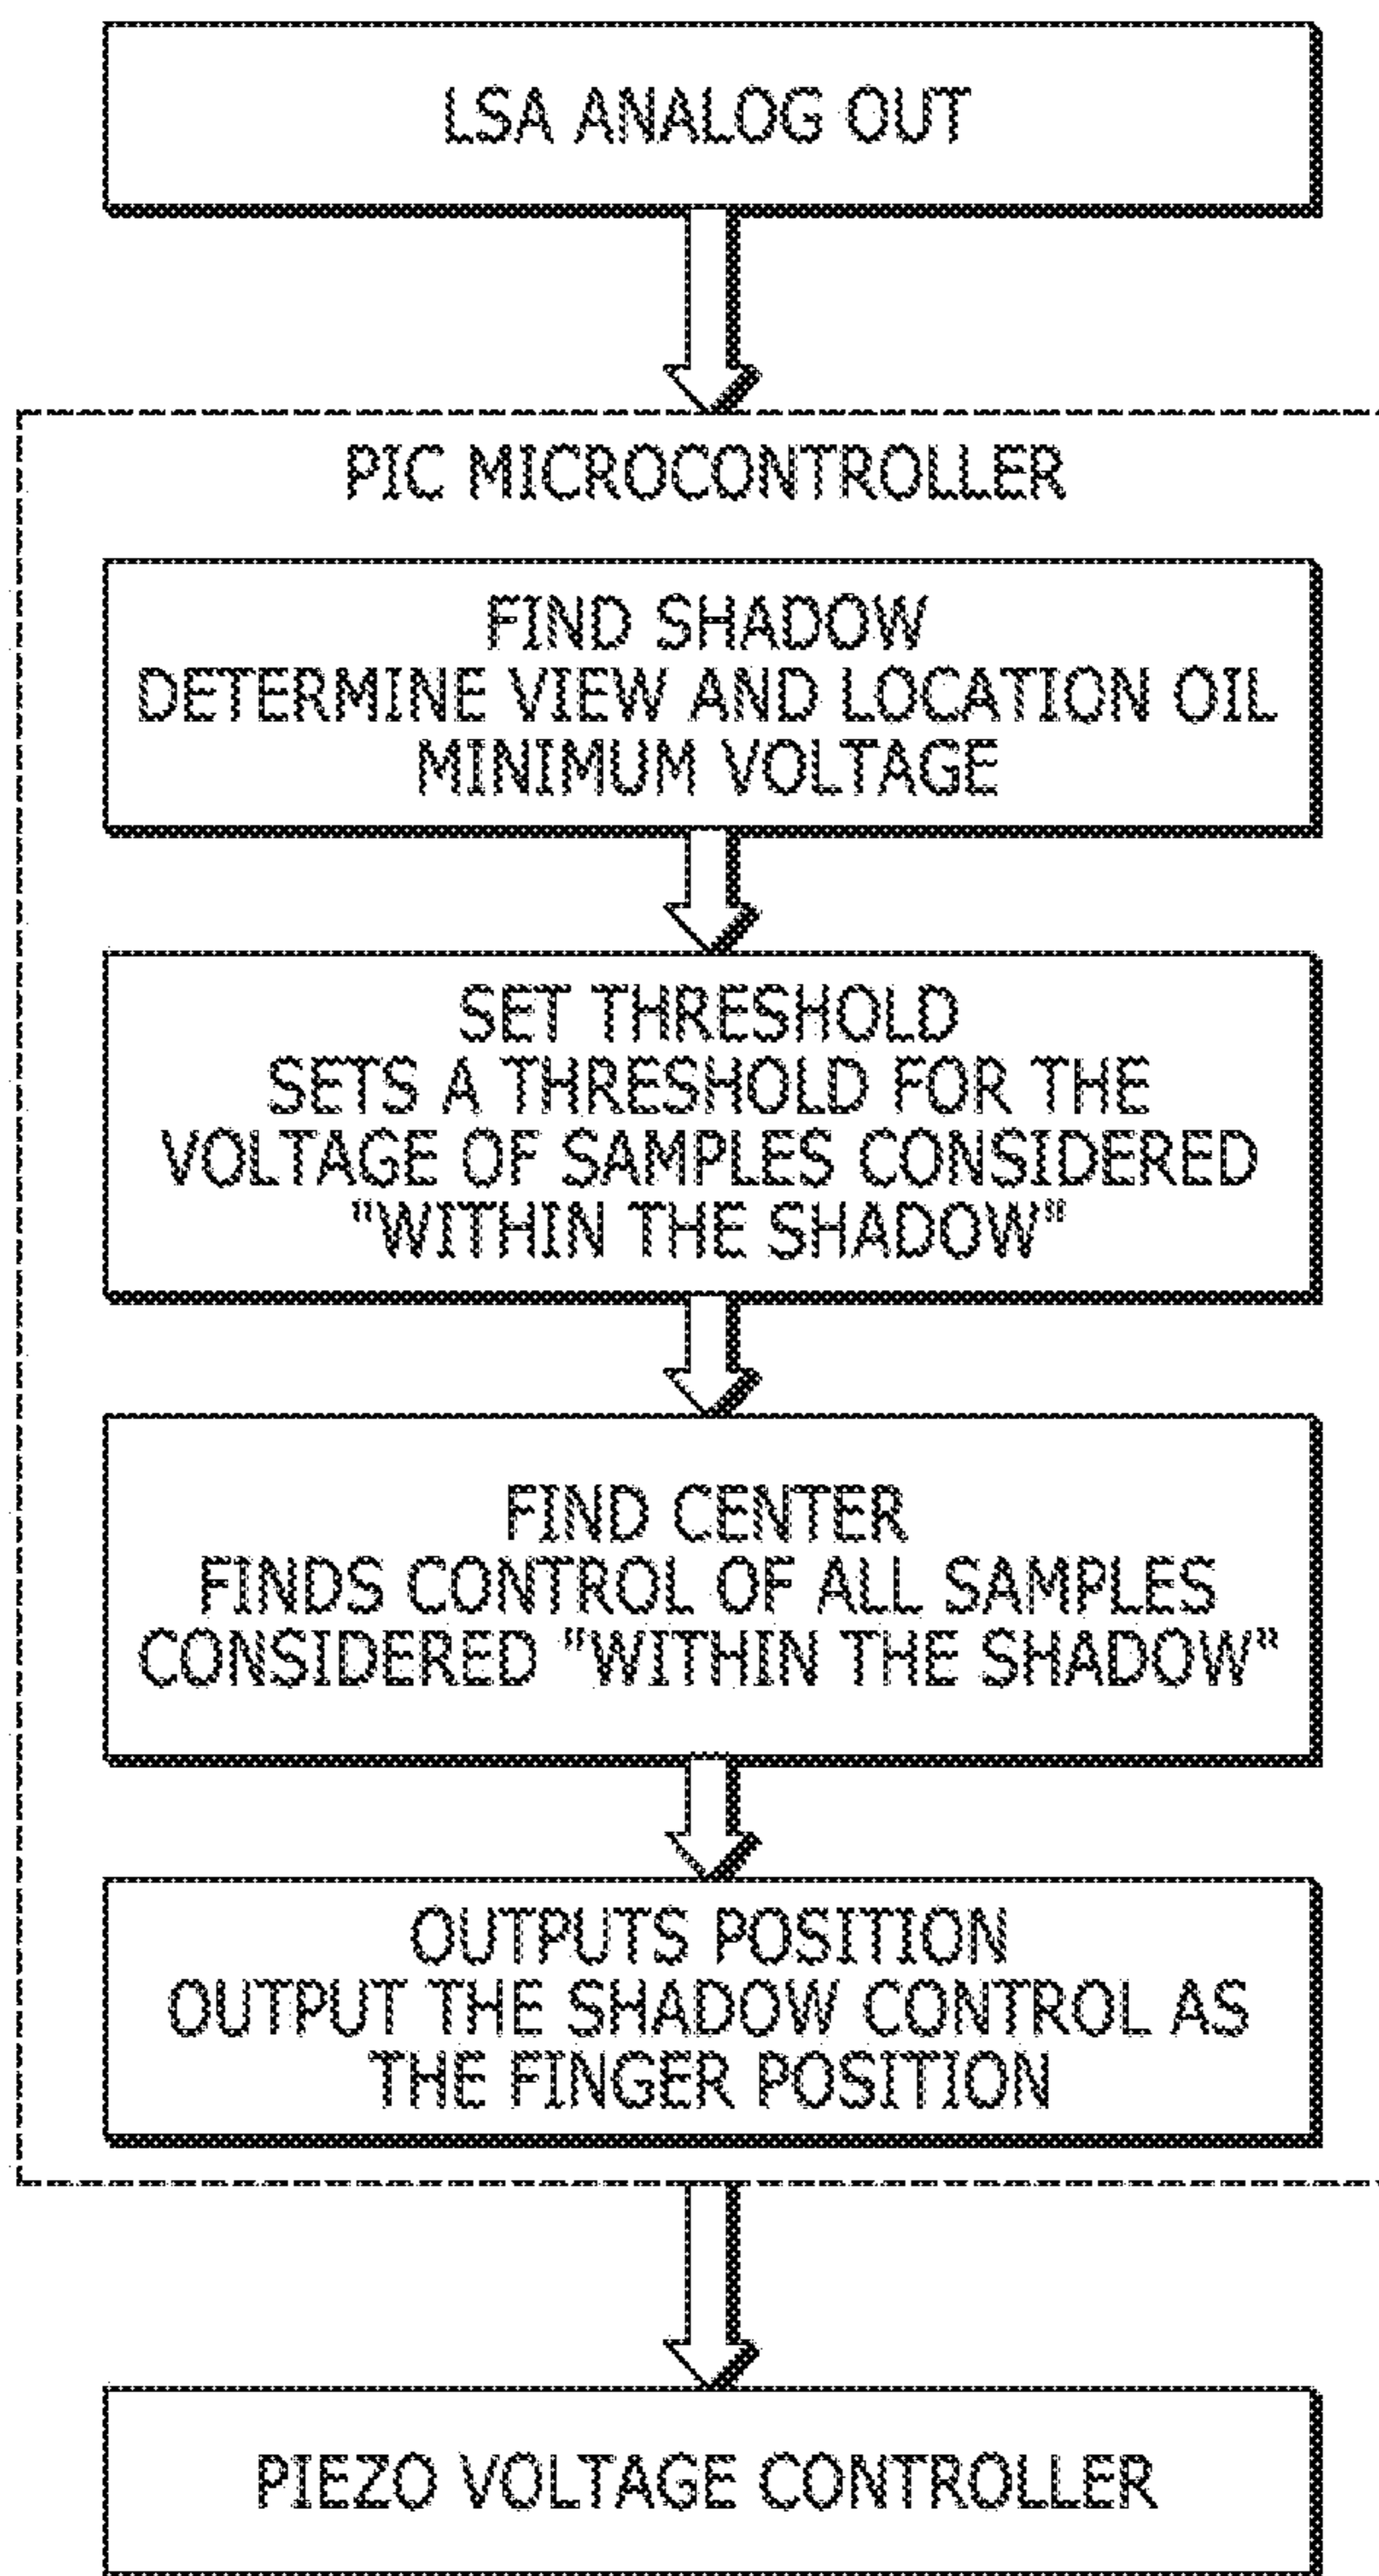 LSA ANALOG OUT
PIC MICROCONTROLLER
FIND SHADOW
DETERMINE VIEW AND LOCATION OIL
MINIMUM VOLTAGE
SET THRESHOLD
SETS A THRESHOLD FOR THE
VOLTAGE OF SAMPLES CONSIDERED
"WITHIN THE SHADOW"
FIND CENTER
FINDS CONTROL OF ALL SAMPLES
CONSIDERED "WITHIN THE SHADOW"
OUTPUTS POSITION
OUTPUT THE SHADOW CONTROL AS
THE FINGER POSITION
PIEZO VOLTAGE CONTROLLER